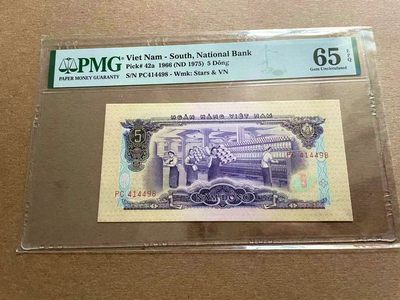 PMG
PAPER MONEY GUARANTY
Viet Nam - South, National Bank
Pick# 42a 1966 (ND 1975) 5 Dông
S/N PC414498 - Wmk: Stars & VN
65 EPQ
Gem Uncirculated
NGÂN HÀNG VIỆT NAM
5
PC 414498
PC 414498